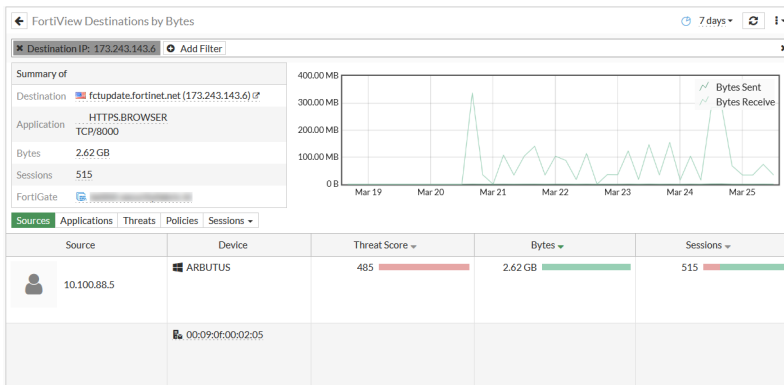 FortiView Destinations by Bytes
7 days
Destination IP: 173.243.143.6
Add Filter
Summary of
Destination fctupdate.fortinet.net (173.243.143.6)
Application HTTPS.BROWSER
TCP/8000
Bytes 2.62 GB
Sessions 515
FortiGate
400.00 MB
300.00 MB
200.00 MB
100.00 MB
0 B
Bytes Sent
Bytes Receive
Mar 19 Mar 20 Mar 21 Mar 22 Mar 23 Mar 24 Mar 25
Sources Applications Threats Policies Sessions
Source Device Threat Score Bytes Sessions
10.100.88.5 ARBUTUS 485 2.62 GB 515
00:09:0f:00:02:05